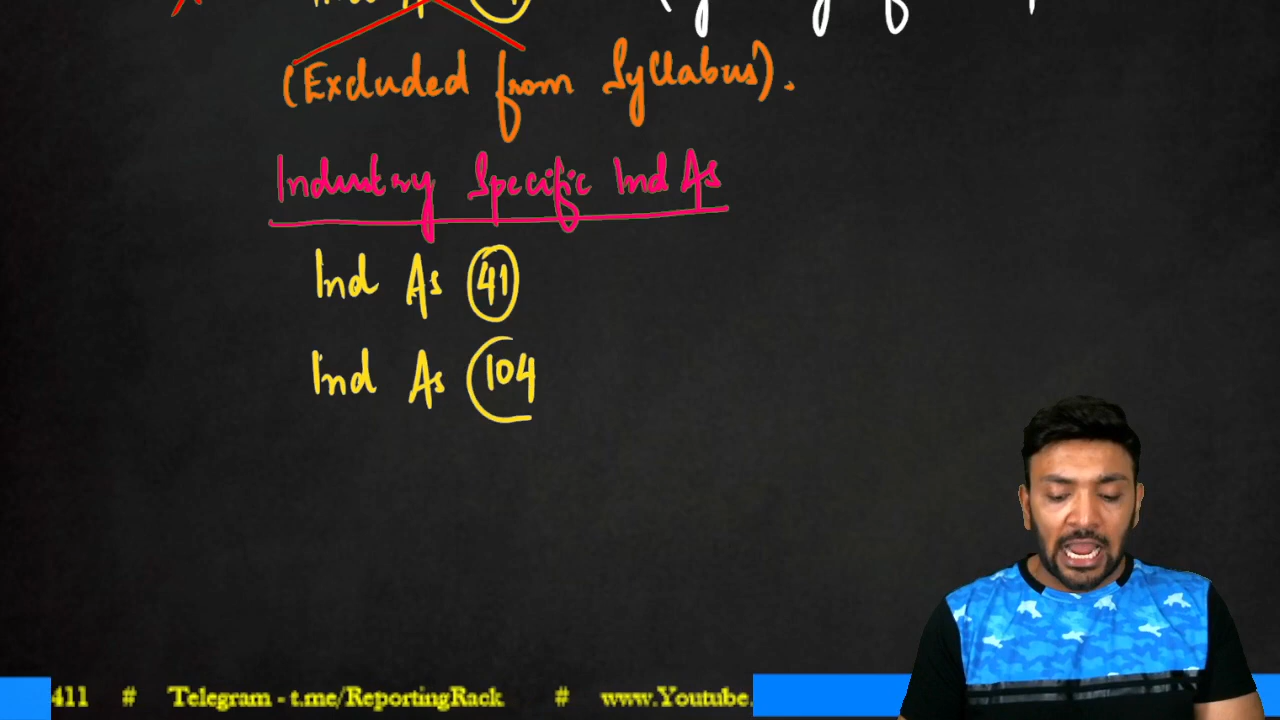 (Excluded from Syllabus).
Industry Specific Ind As
Ind As 41
Ind As 104
411 # Telegram - t.me/ReportingRack # www.Youtube.